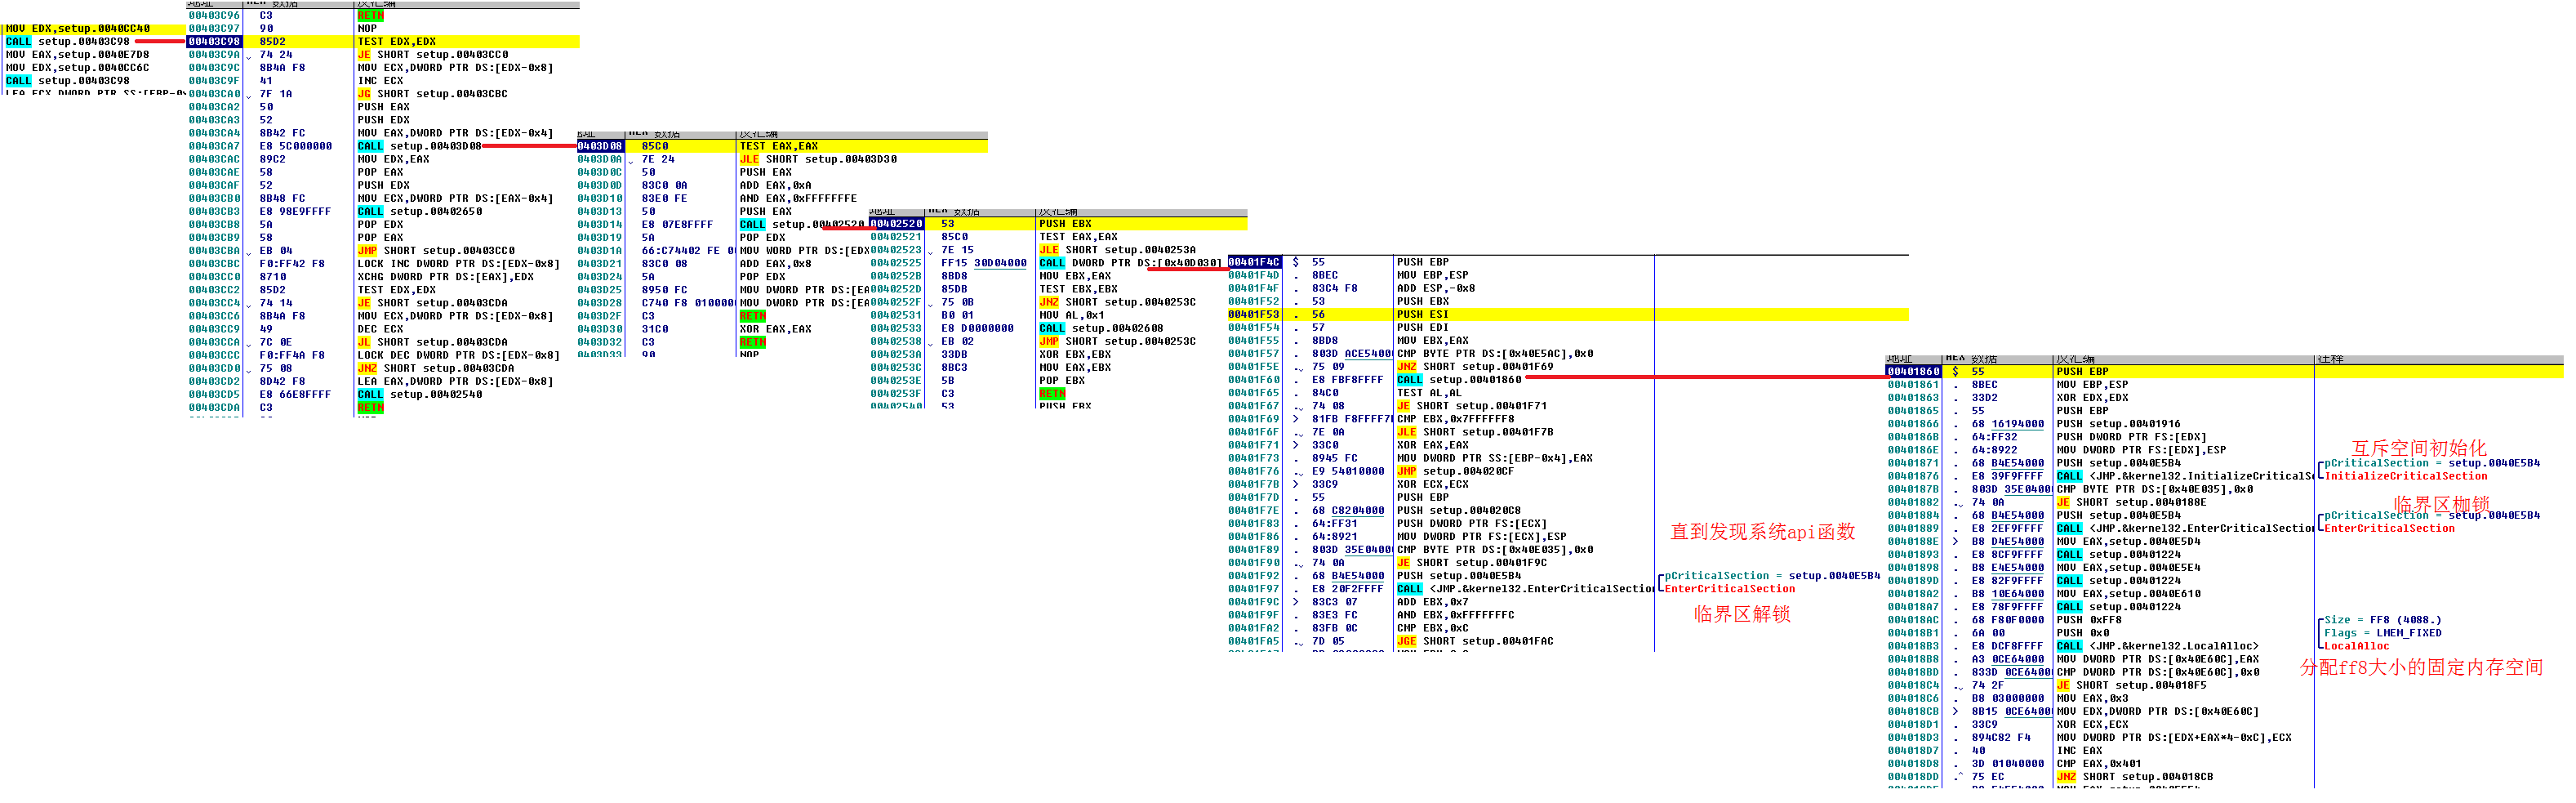 MOV EDX,setup.0040CC40
CALL setup.00403C98
MOV EAX,setup.0040E7D8
MOV EDX,setup.0040CC6C
CALL setup.00403C98
LEA ECX,DWORD PTR SS:[EBP-0x
地址 HEX 数据 反汇编
00403C96 C3 RETN
00403C97 90 NOP
00403C98 85D2 TEST EDX,EDX
00403C9A 74 24 JE SHORT setup.00403CC0
00403C9C 8B4A F8 MOV ECX,DWORD PTR DS:[EDX-0x8]
00403C9F 41 INC ECX
00403CA0 7F 1A JG SHORT setup.00403CBC
00403CA2 50 PUSH EAX
00403CA3 52 PUSH EDX
00403CA4 8B42 FC MOV EAX,DWORD PTR DS:[EDX-0x4]
00403CA7 E8 5C000000 CALL setup.00403D08
00403CAC 89C2 MOV EDX,EAX
00403CAE 58 POP EAX
00403CAF 52 PUSH EDX
00403CB0 8B48 FC MOV ECX,DWORD PTR DS:[EAX-0x4]
00403CB3 E8 98E9FFFF CALL setup.00402650
00403CB8 5A POP EDX
00403CB9 58 POP EAX
00403CBA EB 04 JMP SHORT setup.00403CC0
00403CBC F0:FF42 F8 LOCK INC DWORD PTR DS:[EDX-0x8]
00403CC0 8710 XCHG DWORD PTR DS:[EAX],EDX
00403CC2 85D2 TEST EDX,EDX
00403CC4 74 14 JE SHORT setup.00403CDA
00403CC6 8B4A F8 MOV ECX,DWORD PTR DS:[EDX-0x8]
00403CC9 49 DEC ECX
00403CCA 7C 0E JL SHORT setup.00403CDA
00403CCC F0:FF4A F8 LOCK DEC DWORD PTR DS:[EDX-0x8]
00403CD0 75 08 JNZ SHORT setup.00403CDA
00403CD2 8D42 F8 LEA EAX,DWORD PTR DS:[EDX-0x8]
00403CD5 E8 66E8FFFF CALL setup.00402540
00403CDA C3 RETN
地址 HEX 数据 反汇编
0403D08 85C0 TEST EAX,EAX
0403D0A 7E 24 JLE SHORT setup.00403D30
0403D0C 50 PUSH EAX
0403D0D 83C0 0A ADD EAX,0xA
0403D10 83E0 FE AND EAX,0xFFFFFFFE
0403D13 50 PUSH EAX
0403D14 E8 07E8FFFF CALL setup.00402520
0403D19 5A POP EDX
0403D1A 66:C74402 FE 0 MOV WORD PTR DS:[EDX
0403D21 83C0 08 ADD EAX,0x8
0403D24 5A POP EDX
0403D25 8950 FC MOV DWORD PTR DS:[EA
0403D28 C740 F8 010000 MOV DWORD PTR DS:[EA
0403D2F C3 RETN
0403D30 31C0 XOR EAX,EAX
0403D32 C3 RETN
0403D33 90 NOP
地址 HEX 数据 反汇编
00402520 53 PUSH EBX
00402521 85C0 TEST EAX,EAX
00402523 7E 15 JLE SHORT setup.0040253A
00402525 FF15 30D04000 CALL DWORD PTR DS:[0x40D030]
0040252B 8BD8 MOV EBX,EAX
0040252D 85DB TEST EBX,EBX
0040252F 75 0B JNZ SHORT setup.0040253C
00402531 B0 01 MOV AL,0x1
00402533 E8 D0000000 CALL setup.00402608
00402538 EB 02 JMP SHORT setup.0040253C
0040253A 33DB XOR EBX,EBX
0040253C 8BC3 MOV EAX,EBX
0040253E 5B POP EBX
0040253F C3 RETN
00402540 53 PUSH EBX
00401F4C $ 55 PUSH EBP
00401F4D . 8BEC MOV EBP,ESP
00401F4F . 83C4 F8 ADD ESP,-0x8
00401F52 . 53 PUSH EBX
00401F53 . 56 PUSH ESI
00401F54 . 57 PUSH EDI
00401F55 . 8BD8 MOV EBX,EAX
00401F57 . 803D ACE54000 CMP BYTE PTR DS:[0x40E5AC],0x0
00401F5E . 75 09 JNZ SHORT setup.00401F69
00401F60 . E8 FBF8FFFF CALL setup.00401860
00401F65 . 84C0 TEST AL,AL
00401F67 . 74 08 JE SHORT setup.00401F71
00401F69 > 81FB F8FFFF7 CMP EBX,0x7FFFFFF8
00401F6F . 7E 0A JLE SHORT setup.00401F7B
00401F71 > 33C0 XOR EAX,EAX
00401F73 . 8945 FC MOV DWORD PTR SS:[EBP-0x4],EAX
00401F76 . E9 54010000 JMP setup.004020CF
00401F7B > 33C9 XOR ECX,ECX
00401F7D . 55 PUSH EBP
00401F7E . 68 C8204000 PUSH setup.004020C8
00401F83 . 64:FF31 PUSH DWORD PTR FS:[ECX]
00401F86 . 64:8921 MOV DWORD PTR FS:[ECX],ESP
00401F89 . 803D 35E0400 CMP BYTE PTR DS:[0x40E035],0x0
00401F90 . 74 0A JE SHORT setup.00401F9C
00401F92 . 68 B4E54000 PUSH setup.0040E5B4 pCriticalSection = setup.0040E5B4
00401F97 . E8 20F2FFFF CALL <JMP.&kernel32.EnterCriticalSection EnterCriticalSection
00401F9C > 83C3 07 ADD EBX,0x7
00401F9F . 83E3 FC AND EBX,0xFFFFFFFC
00401FA2 . 83FB 0C CMP EBX,0xC
00401FA5 . 7D 05 JGE SHORT setup.00401FAC
直到发现系统api函数
临界区解锁
地址 HEX 数据 反汇编 注释
00401860 $ 55 PUSH EBP
00401861 . 8BEC MOV EBP,ESP
00401863 . 33D2 XOR EDX,EDX
00401865 . 55 PUSH EBP
00401866 . 68 16194000 PUSH setup.00401916
0040186B . 64:FF32 PUSH DWORD PTR FS:[EDX]
0040186E . 64:8922 MOV DWORD PTR FS:[EDX],ESP
互斥空间初始化
00401871 . 68 B4E54000 PUSH setup.0040E5B4 pCriticalSection = setup.0040E5B4
00401876 . E8 39F9FFFF CALL <JMP.&kernel32.InitializeCriticalSe InitializeCriticalSection
0040187B . 803D 35E0400 CMP BYTE PTR DS:[0x40E035],0x0
00401882 . 74 0A JE SHORT setup.0040188E
临界区枷锁
00401884 . 68 B4E54000 PUSH setup.0040E5B4 pCriticalSection = setup.0040E5B4
00401889 . E8 2EF9FFFF CALL <JMP.&kernel32.EnterCriticalSection EnterCriticalSection
0040188E > B8 D4E54000 MOV EAX,setup.0040E5D4
00401893 . E8 8CF9FFFF CALL setup.00401224
00401898 . B8 E4E54000 MOV EAX,setup.0040E5E4
0040189D . E8 82F9FFFF CALL setup.00401224
004018A2 . B8 10E64000 MOV EAX,setup.0040E610
004018A7 . E8 78F9FFFF CALL setup.00401224
004018AC . 68 F80F0000 PUSH 0xFF8 Size = FF8 (4088.)
004018B1 . 6A 00 PUSH 0x0 Flags = LMEM_FIXED
004018B3 . E8 DCF8FFFF CALL <JMP.&kernel32.LocalAlloc> LocalAlloc
004018B8 . A3 0CE64000 MOV DWORD PTR DS:[0x40E60C],EAX
分配ff8大小的固定内存空间
004018BD . 833D 0CE6400 CMP DWORD PTR DS:[0x40E60C],0x0
004018C4 . 74 2F JE SHORT setup.004018F5
004018C6 . B8 03000000 MOV EAX,0x3
004018CB > 8B15 0CE6400 MOV EDX,DWORD PTR DS:[0x40E60C]
004018D1 . 33C9 XOR ECX,ECX
004018D3 . 894C82 F4 MOV DWORD PTR DS:[EDX+EAX*4-0xC],ECX
004018D7 . 40 INC EAX
004018D8 . 3D 01040000 CMP EAX,0x401
004018DD . 75 EC JNZ SHORT setup.004018CB